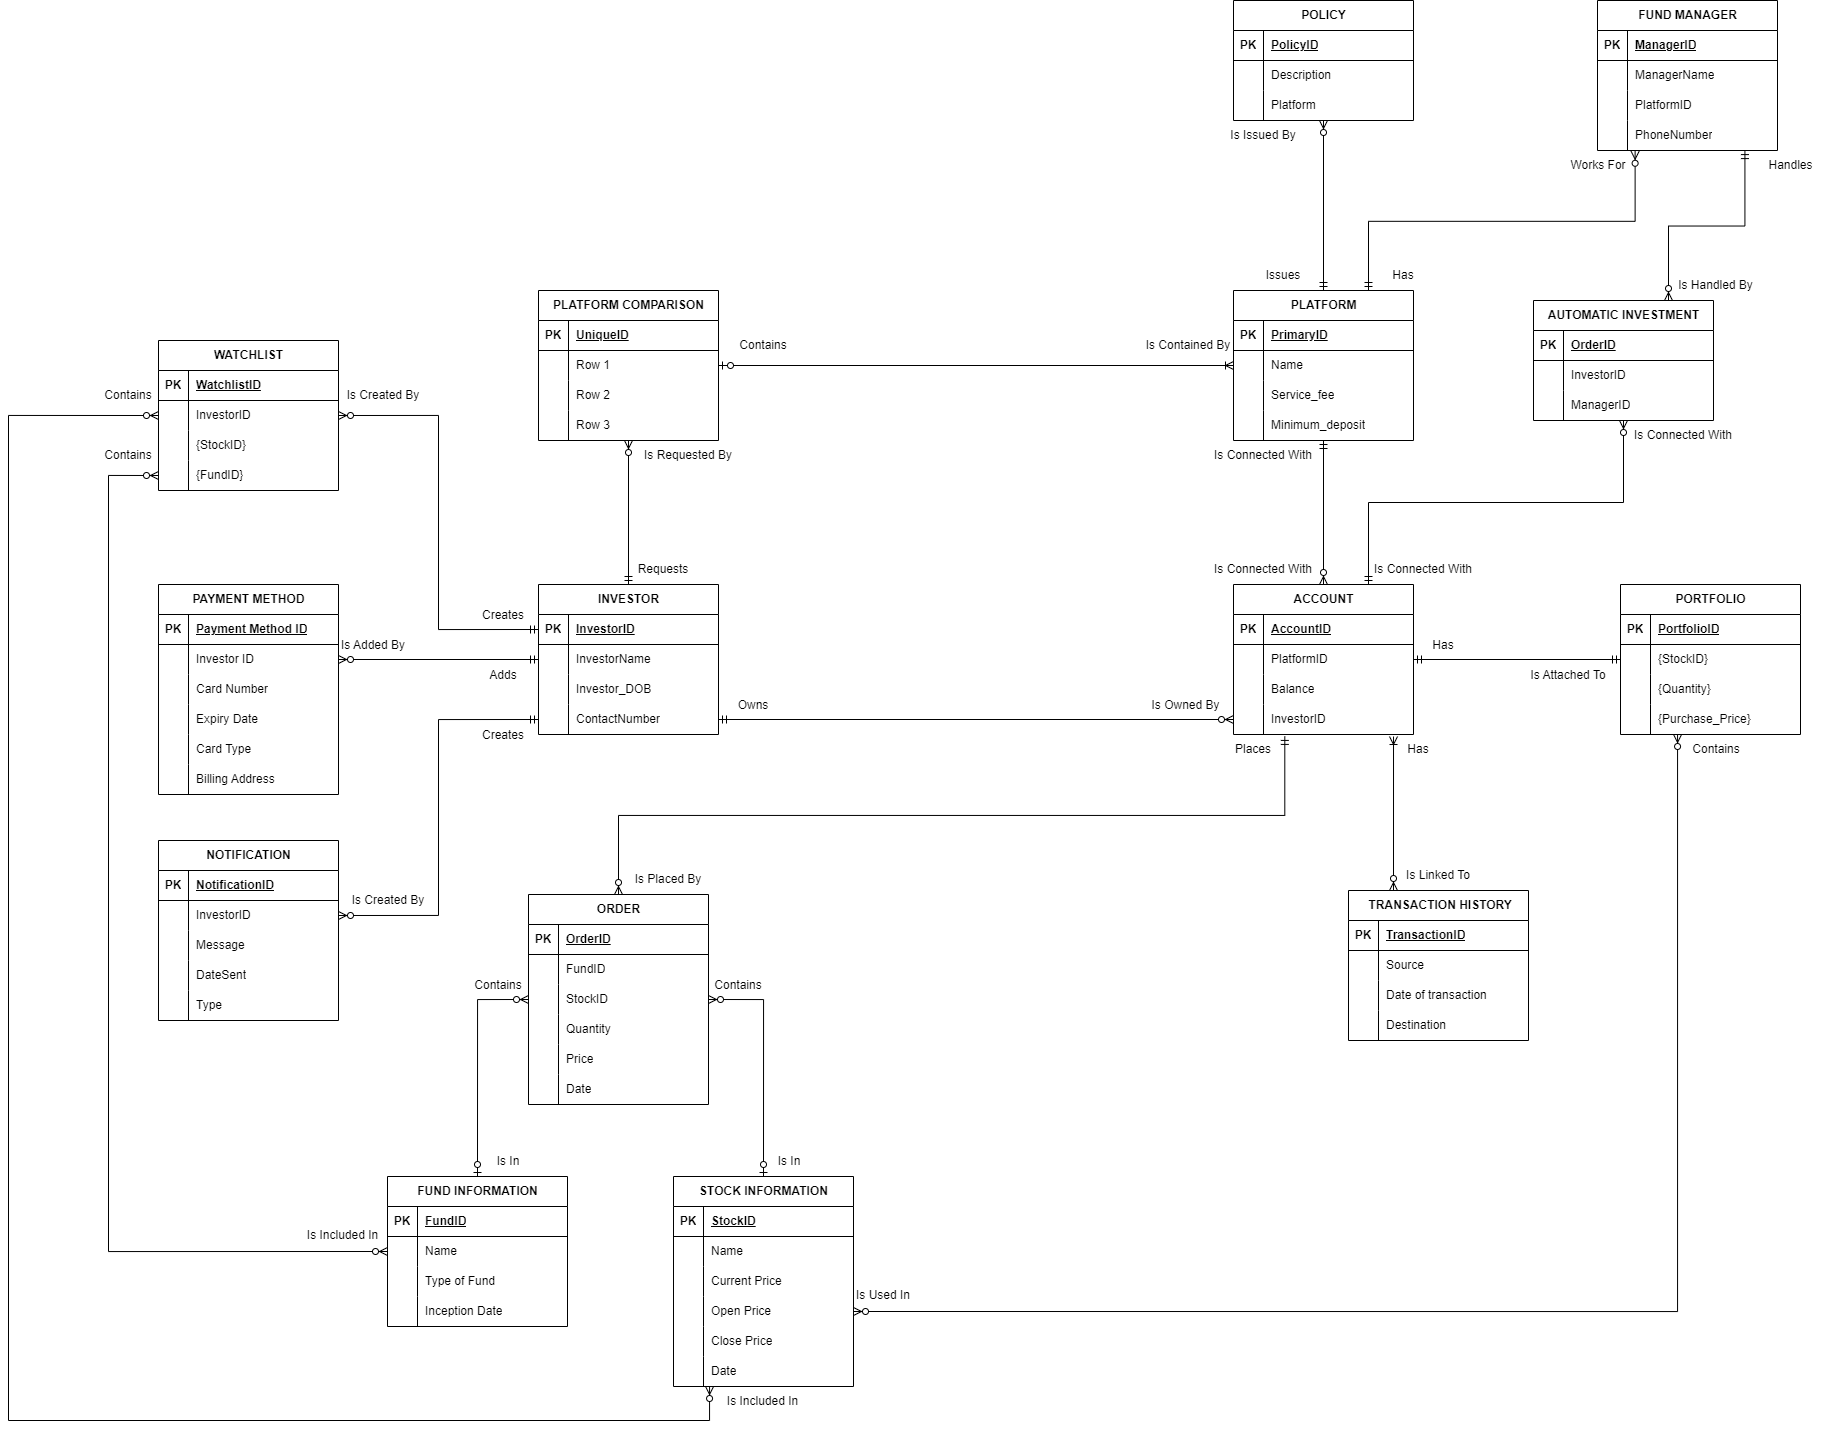 POLICY
PK PolicyID
Description
Platform
Is Issued By
FUND MANAGER
PK ManagerID
ManagerName
PlatformID
PhoneNumber
Works For
Handles
Issues
Has
Is Handled By
PLATFORM COMPARISON
PK UniqueID
Row 1
Row 2
Row 3
Contains
Is Contained By
Is Requested By
PLATFORM
PK PrimaryID
Name
Service_fee
Minimum_deposit
Is Connected With
AUTOMATIC INVESTMENT
PK OrderID
InvestorID
ManagerID
Is Connected With
WATCHLIST
PK WatchlistID
InvestorID
{StockID}
{FundID}
Contains
Contains
Is Created By
Requests
Is Connected With
Is Connected With
PAYMENT METHOD
PK Payment Method ID
Investor ID
Card Number
Expiry Date
Card Type
Billing Address
Is Added By
Creates
Adds
Creates
INVESTOR
PK InvestorID
InvestorName
Investor_DOB
ContactNumber
Owns
Is Owned By
ACCOUNT
PK AccountID
PlatformID
Balance
InvestorID
Has
Is Attached To
Places
Has
PORTFOLIO
PK PortfolioID
{StockID}
{Quantity}
{Purchase_Price}
Contains
NOTIFICATION
PK NotificationID
InvestorID
Message
DateSent
Type
Is Created By
Is Placed By
Is Linked To
ORDER
PK OrderID
FundID
StockID
Quantity
Price
Date
Contains
Contains
TRANSACTION HISTORY
PK TransactionID
Source
Date of transaction
Destination
Is In
Is In
FUND INFORMATION
PK FundID
Name
Type of Fund
Inception Date
Is Included In
STOCK INFORMATION
PK StockID
Name
Current Price
Open Price
Close Price
Date
Is Used In
Is Included In